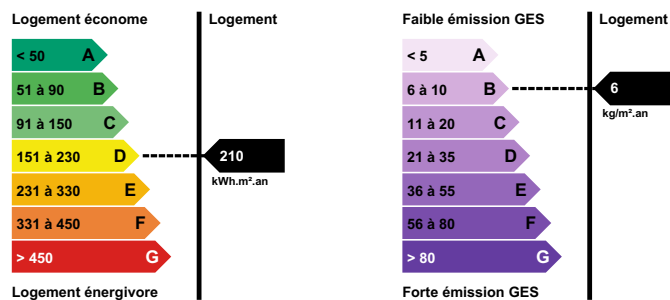 Logement économe
Logement
< 50 A
51 à 90 B
91 à 150 C
151 à 230 D
210
kWh.m².an
231 à 330 E
331 à 450 F
> 450 G
Logement énergivore
Faible émission GES
Logement
< 5 A
6 à 10 B
6
kg/m².an
11 à 20 C
21 à 35 D
36 à 55 E
56 à 80 F
> 80 G
Forte émission GES